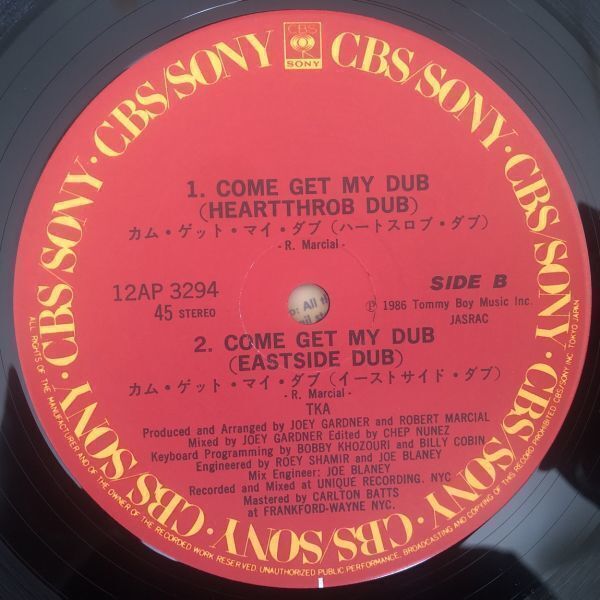 CBS/SONY · CBS/SONY · CBS/SONY · CBS/SONY · CBS/SONY · CBS/SONY · CBS/SONY
CBS
SONY
1. COME GET MY DUB
(HEARTTHROB DUB)
カム・ゲット・マイ・ダブ(ハートスロブ・ダブ)
- R. Marcial -
12AP 3294
45 STEREO
SIDE B
℗ 1986 Tommy Boy Music Inc.
JASRAC
2. COME GET MY DUB
(EASTSIDE DUB)
カム・ゲット・マイ・ダブ(イーストサイド・ダブ)
- R. Marcial -
TKA
Produced and Arranged by JOEY GARDNER and ROBERT MARCIAL
Mixed by JOEY GARDNER Edited by CHEP NUNEZ
Keyboard Programming by BOBBY KHOZOURI and BILLY COBIN
Engineered by ROEY SHAMIR and JOE BLANEY
Mix Engineer: JOE BLANEY
Recorded and Mixed at UNIQUE RECORDING. NYC
Mastered by CARLTON BATTS
at FRANKFORD-WAYNE NYC.
ALL RIGHTS OF THE MANUFACTURER AND OF THE OWNER OF THE RECORDED WORK RESERVED. UNAUTHORIZED PUBLIC PERFORMANCE, BROADCASTING AND COPYING OF THIS RECORD PROHIBITED CBS/SONY INC. TOKYO JAPAN